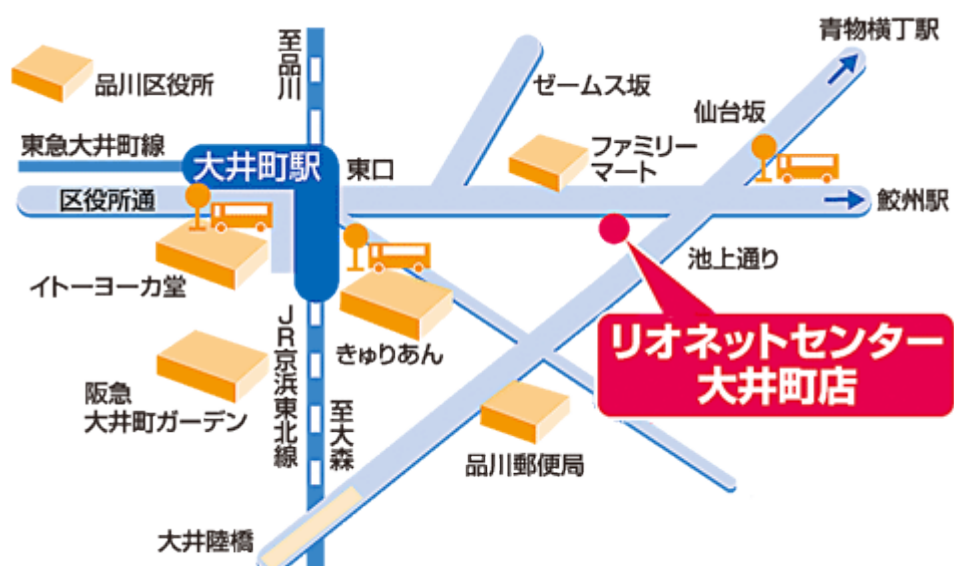 青物横丁駅
至品川
品川区役所
ゼームス坂
仙台坂
東急大井町線
大井町駅
東口
ファミリー
マート
区役所通
鮫州駅
池上通り
イトーヨーカ堂
きゅりあん
リオネットセンター
大井町店
JR京浜東北線
阪急
大井町ガーデン
至大森
品川郵便局
大井陸橋